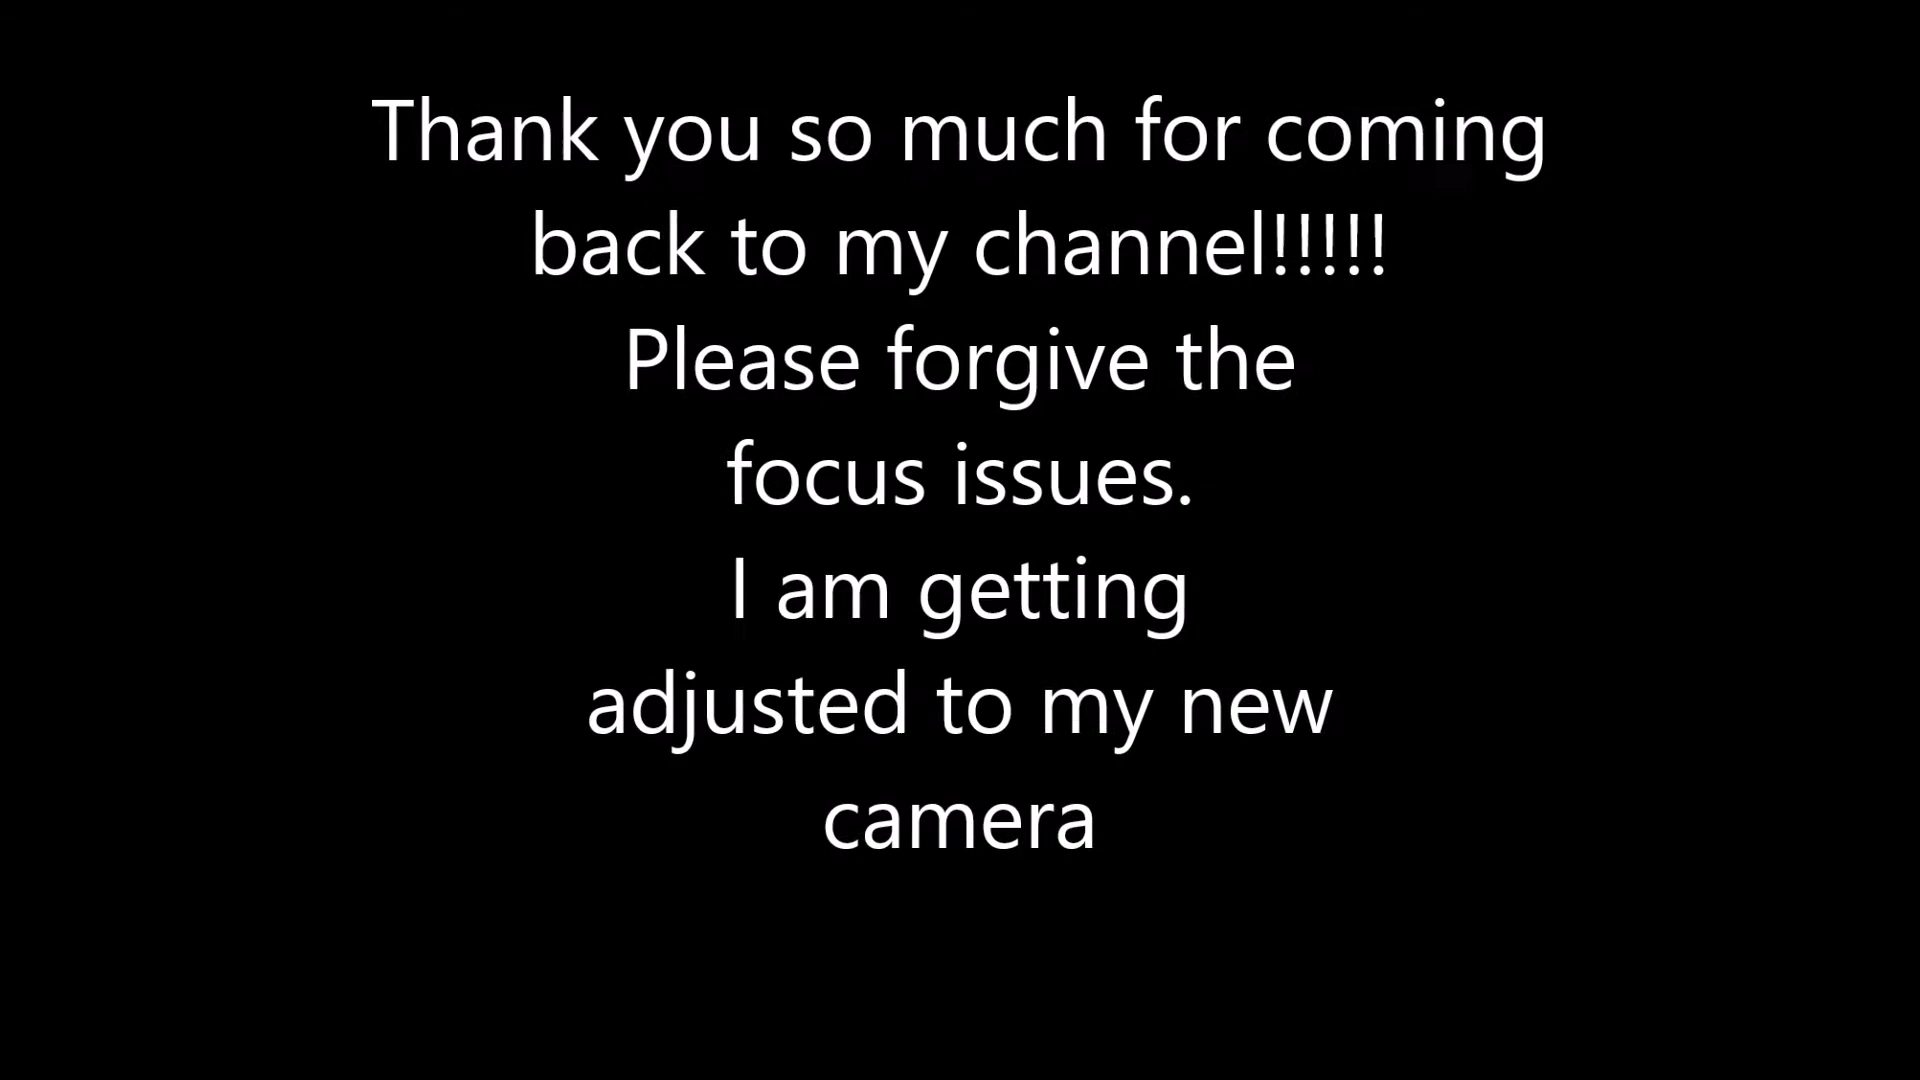 Thank you so much for coming
back to my channel!!!!!
Please forgive the
focus issues.
I am getting
adjusted to my new
camera